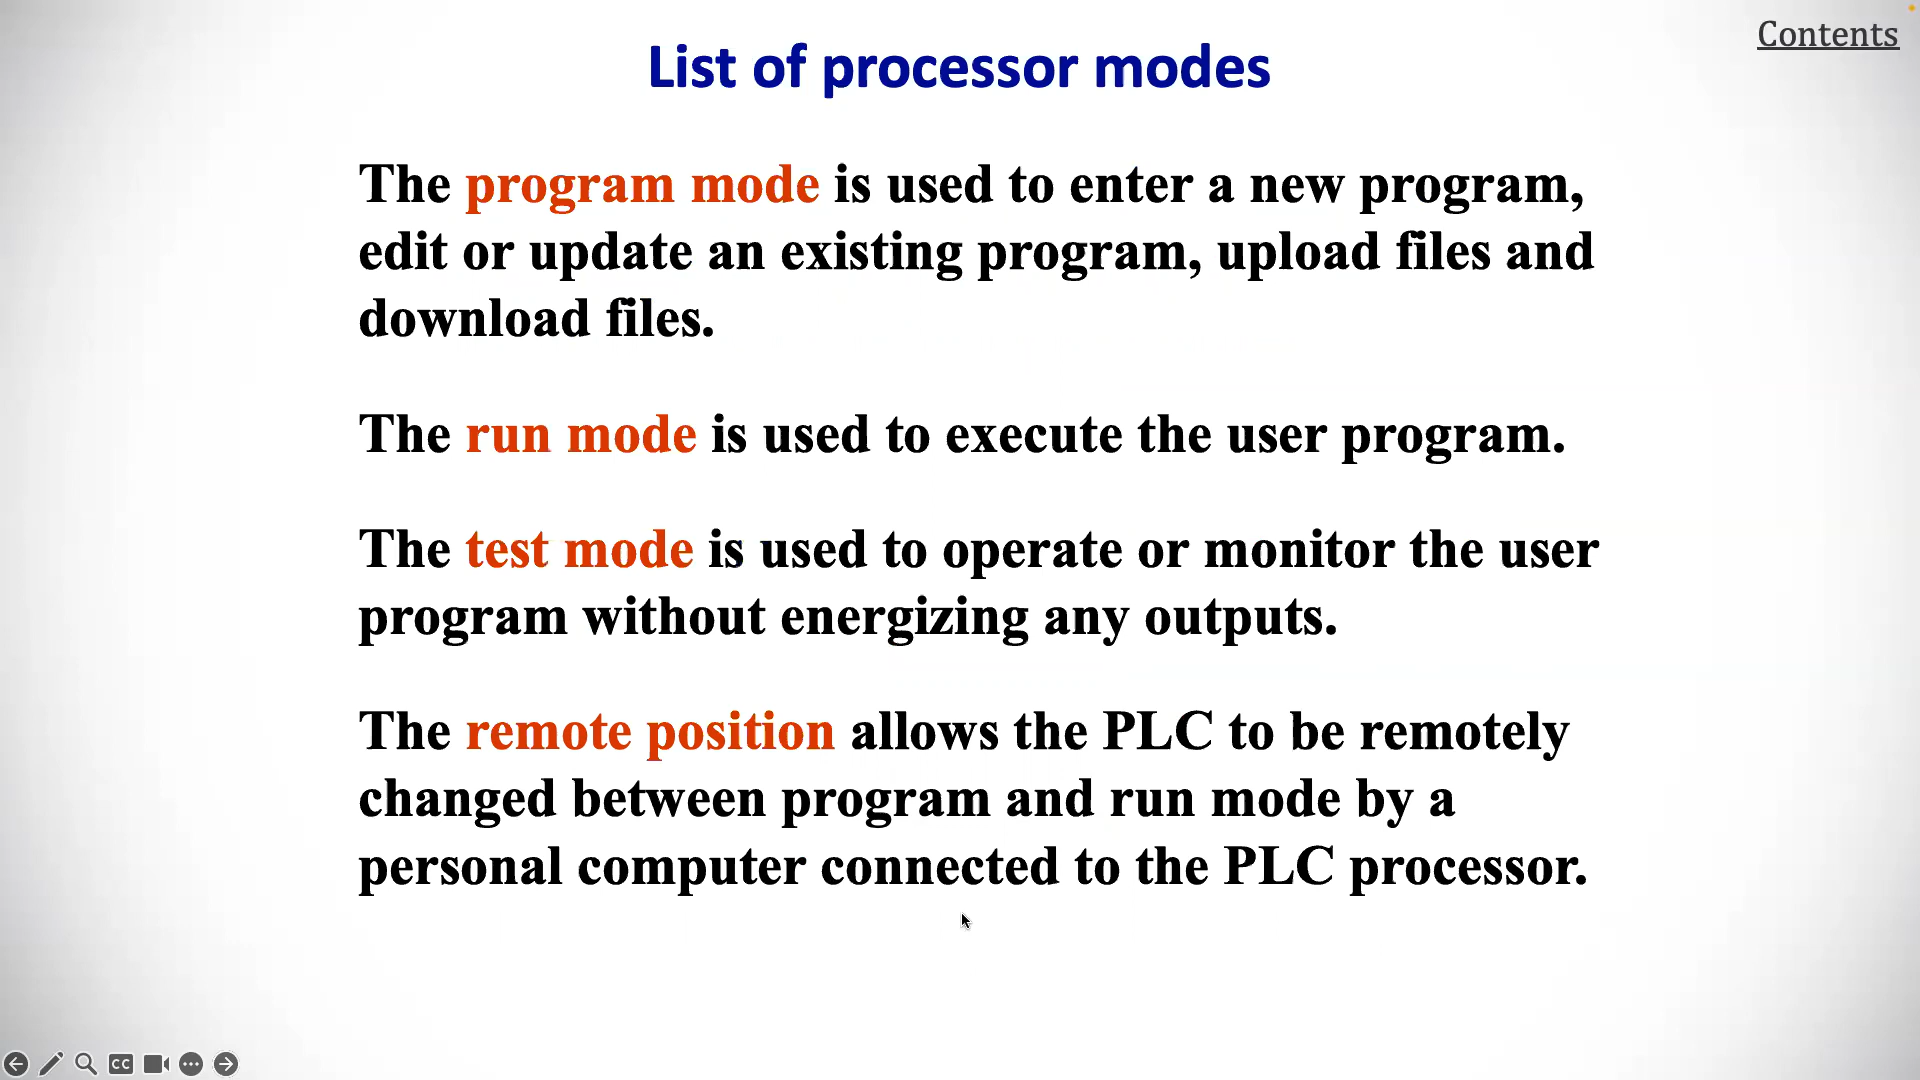 Contents
List of processor modes
The program mode is used to enter a new program,
edit or update an existing program, upload files and
download files.
The run mode is used to execute the user program.
The test mode is used to operate or monitor the user
program without energizing any outputs.
The remote position allows the PLC to be remotely
changed between program and run mode by a
personal computer connected to the PLC processor.
CC